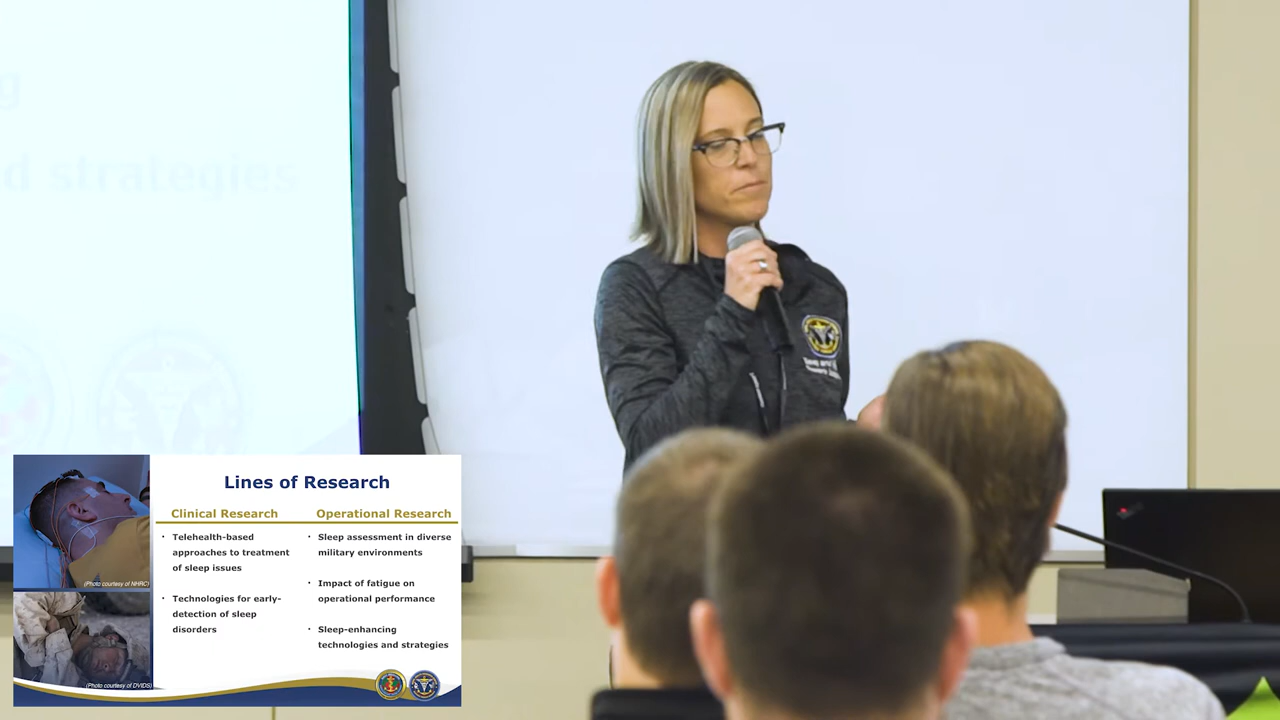 g
d strategies
Lines of Research
Clinical Research
• Telehealth-based
approaches to treatment
of sleep issues
• Technologies for early-
detection of sleep
disorders
Operational Research
• Sleep assessment in diverse
military environments
• Impact of fatigue on
operational performance
• Sleep-enhancing
technologies and strategies
(Photo courtesy of NHRC)
(Photo courtesy of DVIDS)